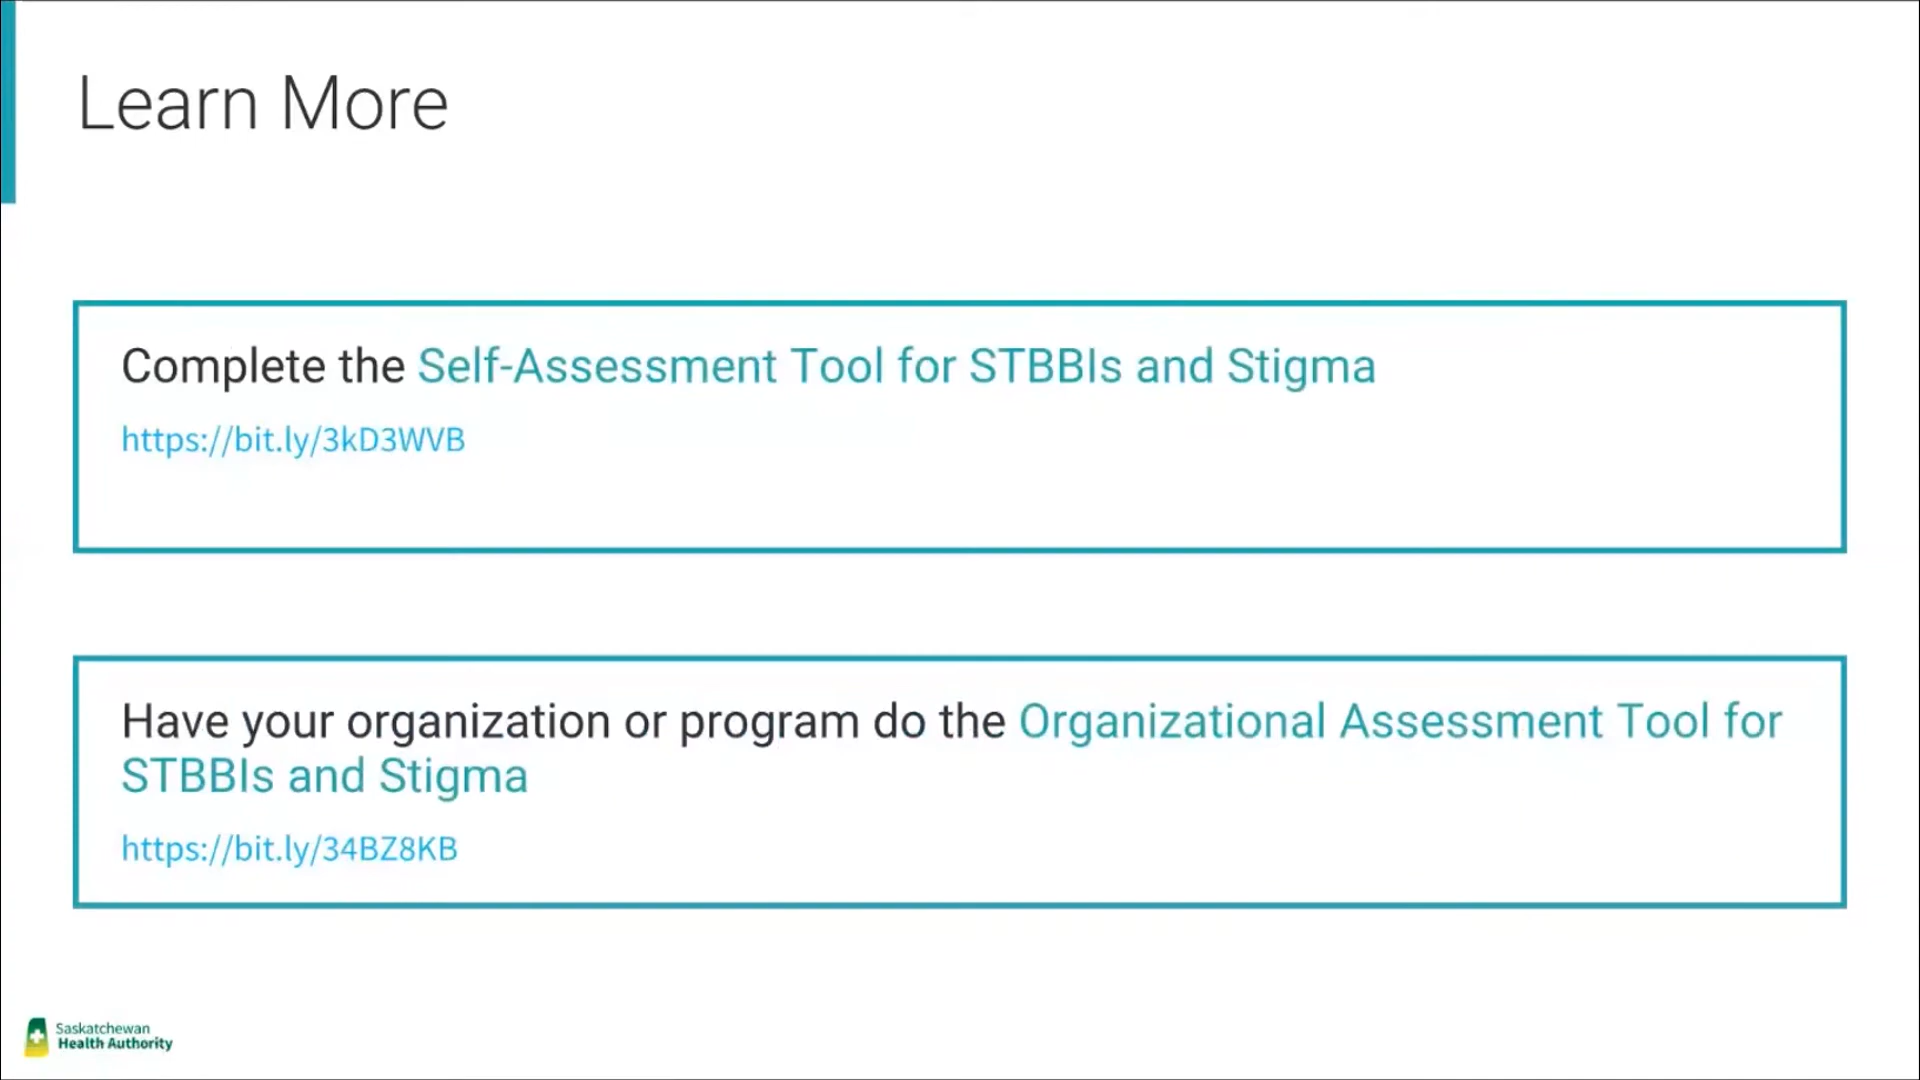 Learn More
Complete the Self-Assessment Tool for STBBIs and Stigma
https://bit.ly/3kD3WVB
Have your organization or program do the Organizational Assessment Tool for
STBBIs and Stigma
https://bit.ly/34BZ8KB
Saskatchewan
Health Authority